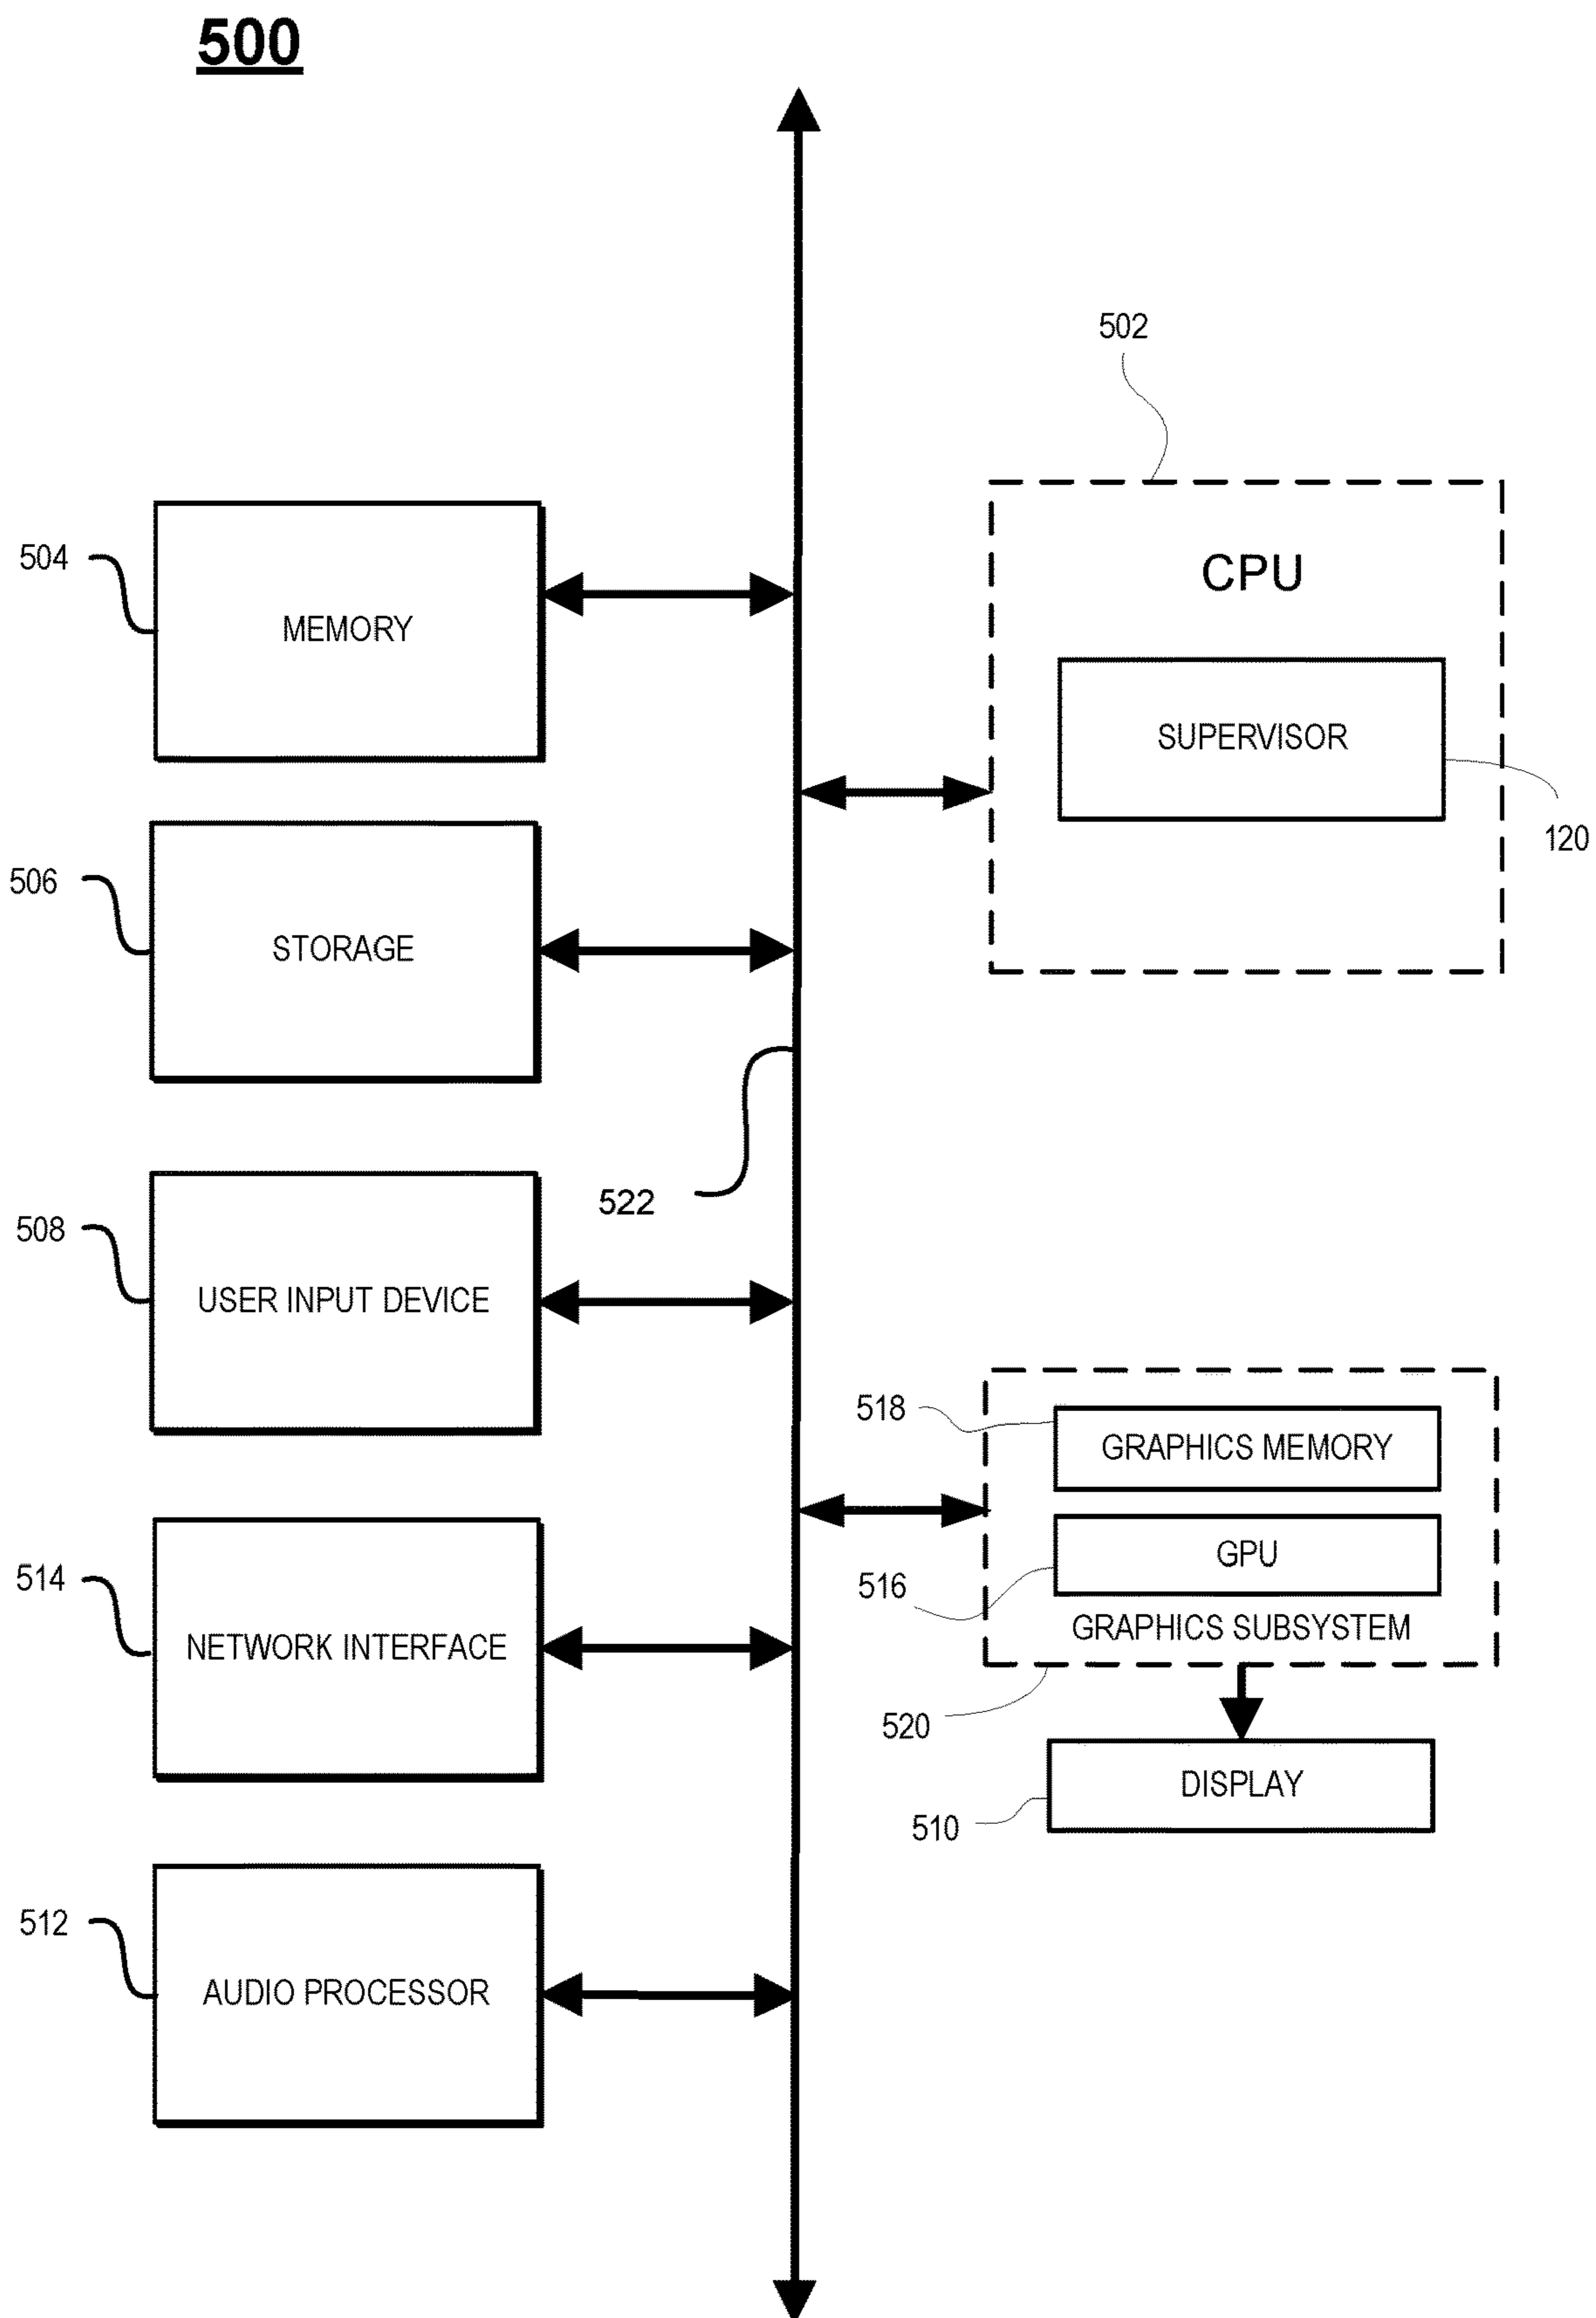 500
502
CPU
504
MEMORY
SUPERVISOR
120
506
STORAGE
522
508
USER INPUT DEVICE
518
GRAPHICS MEMORY
GPU
516
514
GRAPHICS SUBSYSTEM
NETWORK INTERFACE
520
DISPLAY
510
512
AUDIO PROCESSOR